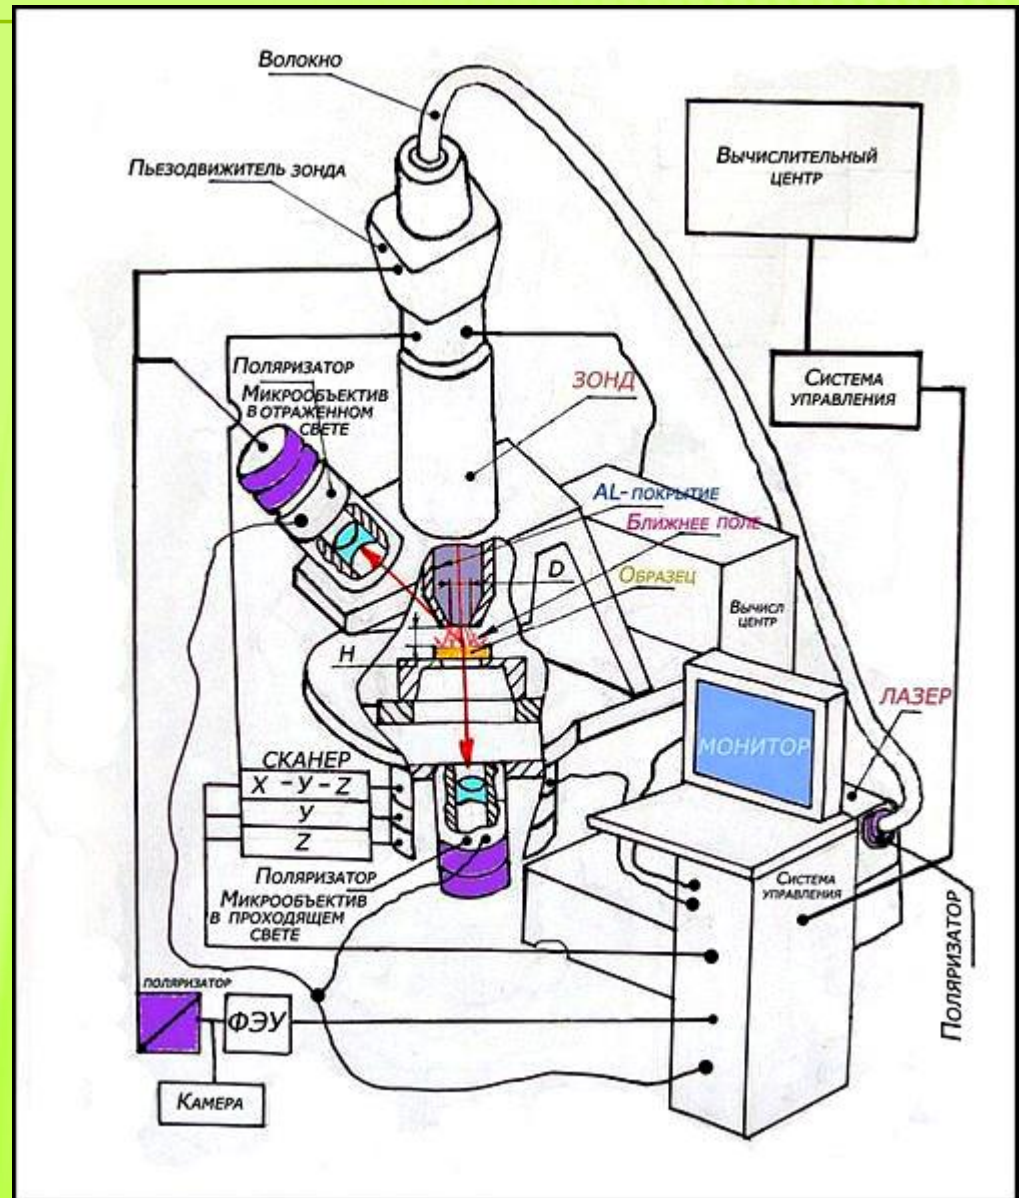 Волокно
Пьезодвижитель зонда
Вычислительный
центр
Система
управления
Поляризатор
Микрообъектив
в отраженном
свете
ЗОНД
AL-покрытие
Ближнее поле
D
Образец
Вычисл
центр
H
ЛАЗЕР
МОНИТОР
СКАНЕР
X - У - Z
У
Z
Поляризатор
Микрообъектив
в проходящем
свете
Система
управления
Поляризатор
поляризатор
ФЭУ
Камера